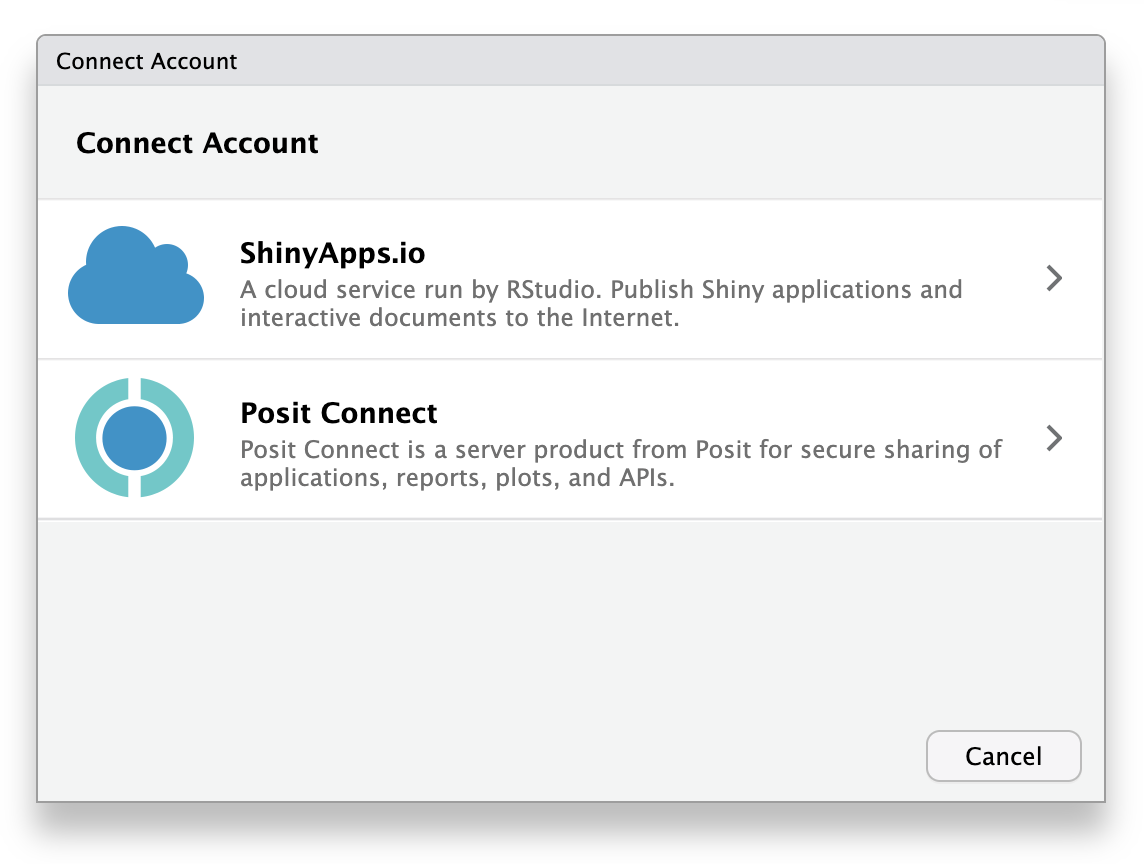 Connect Account
Connect Account
ShinyApps.io
A cloud service run by RStudio. Publish Shiny applications and
interactive documents to the Internet.
Posit Connect
Posit Connect is a server product from Posit for secure sharing of
applications, reports, plots, and APIs.
Cancel